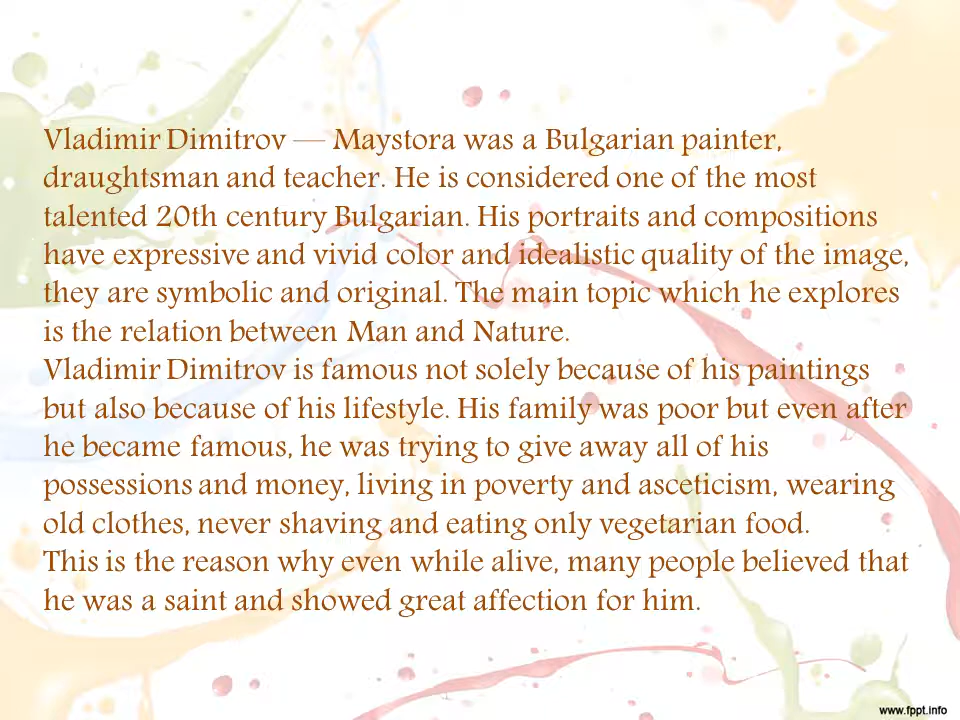 Vladimir Dimitrov — Maystora was a Bulgarian painter,
draughtsman and teacher. He is considered one of the most
talented 20th century Bulgarian. His portraits and compositions
have expressive and vivid color and idealistic quality of the image,
they are symbolic and original. The main topic which he explores
is the relation between Man and Nature.
Vladimir Dimitrov is famous not solely because of his paintings
but also because of his lifestyle. His family was poor but even after
he became famous, he was trying to give away all of his
possessions and money, living in poverty and asceticism, wearing
old clothes, never shaving and eating only vegetarian food.
This is the reason why even while alive, many people believed that
he was a saint and showed great affection for him.
www.fppt.info